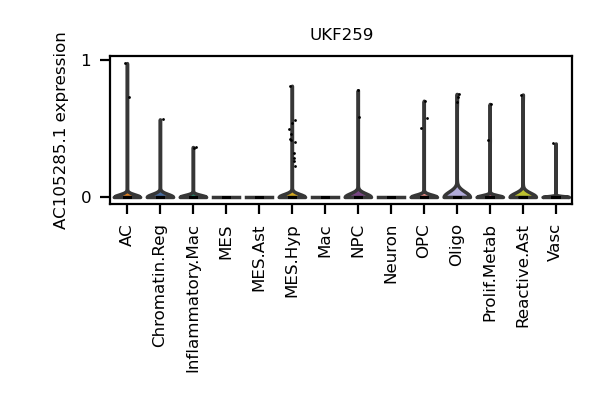 UKF259
AC105285.1 expression
1
0
AC
Chromatin.Reg
Inflammatory.Mac
MES
MES.Ast
MES.Hyp
Mac
NPC
Neuron
OPC
Oligo
Prolif.Metab
Reactive.Ast
Vasc